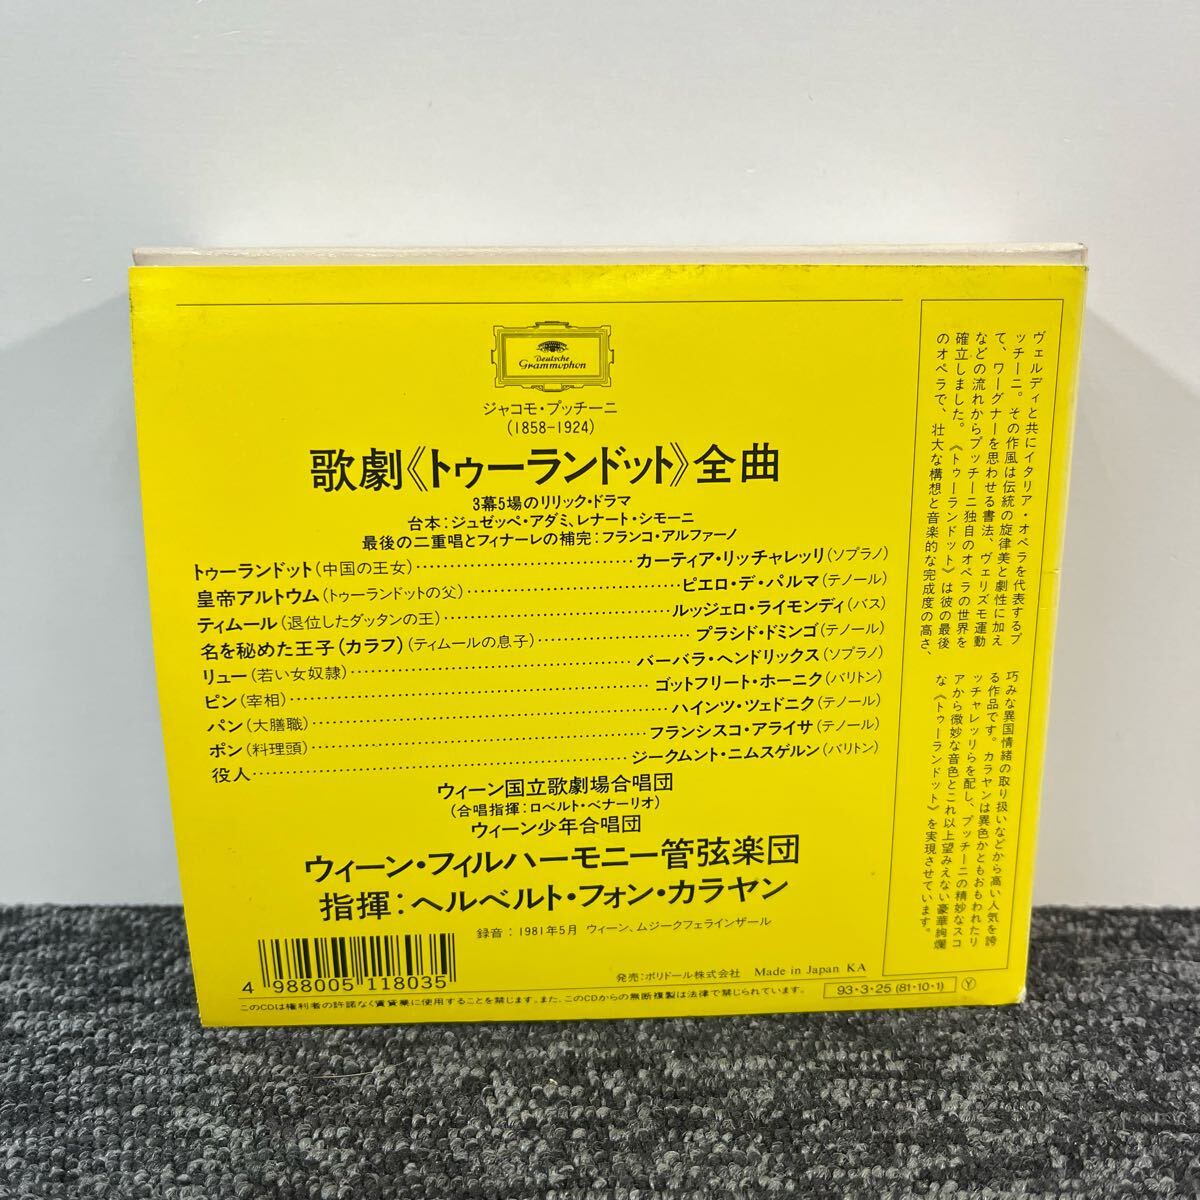 Deutsche
Grammophon
ジャコモ・プッチーニ
(1858-1924)
歌劇《トゥーランドット》全曲
3幕5場のリリック・ドラマ
台本：ジュゼッペ・アダミ、レナート・シモーニ
最後の二重唱とフィナーレの補完：フランコ・アルファーノ
トゥーランドット（中国の王女）……カーティア・リッチャレッリ（ソプラノ）
皇帝アルトウム（トゥーランドットの父）……ピエロ・デ・パルマ（テノール）
ティムール（退位したダッタンの王）……ルッジェロ・ライモンディ（バス）
名を秘めた王子（カラフ）（ティムールの息子）……プラシド・ドミンゴ（テノール）
リュー（若い女奴隷）……バーバラ・ヘンドリックス（ソプラノ）
ピン（宰相）……ゴットフリート・ホーニク（バリトン）
パン（大膳職）……ハインツ・ツェドニク（テノール）
ポン（料理頭）……フランシスコ・アライサ（テノール）
役人……ジークムント・ニムスゲルン（バリトン）
ウィーン国立歌劇場合唱団
（合唱指揮：ロベルト・ベナーリオ）
ウィーン少年合唱団
ウィーン・フィルハーモニー管弦楽団
指揮：ヘルベルト・フォン・カラヤン
録音：1981年5月 ウィーン、ムジークフェラインザール
4 988005 118035
発売：ポリドール株式会社 Made in Japan KA
このCDは権利者の許諾なく賃貸業に使用することを禁じます。また、このCDからの無断複製は法律で禁じられています。
93・3・25（81・10・1） Y
ヴェルディと共にイタリア・オペラを代表するプ
ッチーニ。その作風は伝統の旋律美と劇性に加え
て、ワーグナーを思わせる書法、ヴェリズモ運動
などの流れからプッチーニ独自のオペラの世界を
確立しました。《トゥーランドット》は彼の最後
のオペラで、壮大な構想と音楽的な完成度の高さ、
巧みな異国情緒の取り扱いなどから高い人気を誇
る作品です。カラヤンは異色かともおもわれたリ
ッチャレッリらを配し、プッチーニの精妙なスコ
アから微妙な音色とこれ以上望みえない豪華絢爛
な《トゥーランドット》を実現させています。